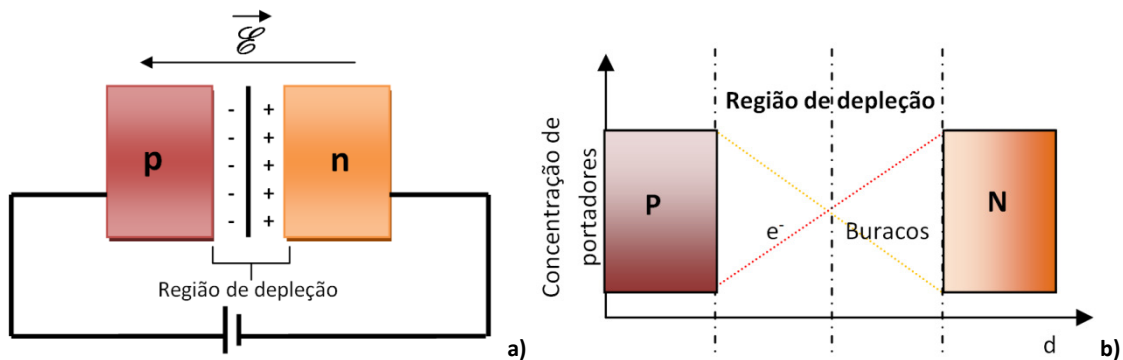 ℰ
p
n
- +
- +
- +
- +
- +
Região de depleção
a)
Concentração de
portadores
Região de depleção
P
N
e-
Buracos
d
b)